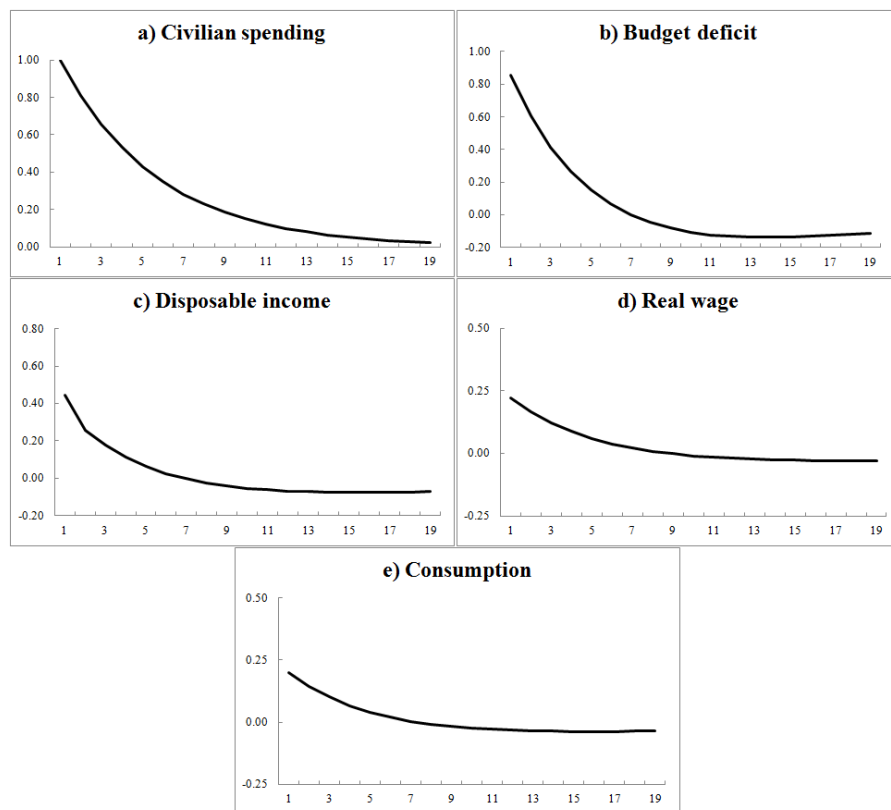 a) Civilian spending
1.00
0.80
0.60
0.40
0.20
0.00
1 3 5 7 9 11 13 15 17 19
b) Budget deficit
1.00
0.80
0.60
0.40
0.20
0.00
-0.20
1 3 5 7 9 11 13 15 17 19
c) Disposable income
0.80
0.60
0.40
0.20
0.00
-0.20
1 3 5 7 9 11 13 15 17 19
d) Real wage
0.50
0.25
0.00
-0.25
1 3 5 7 9 11 13 15 17 19
e) Consumption
0.50
0.25
0.00
-0.25
1 3 5 7 9 11 13 15 17 19